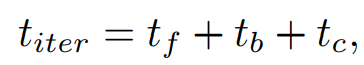 t_{iter} = t_f + t_b + t_c,